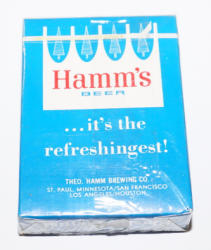 Hamm's
BEER
...it's the
refreshingest!
THEO. HAMM BREWING CO.
ST. PAUL, MINNESOTA/SAN FRANCISCO
LOS ANGELES/HOUSTON